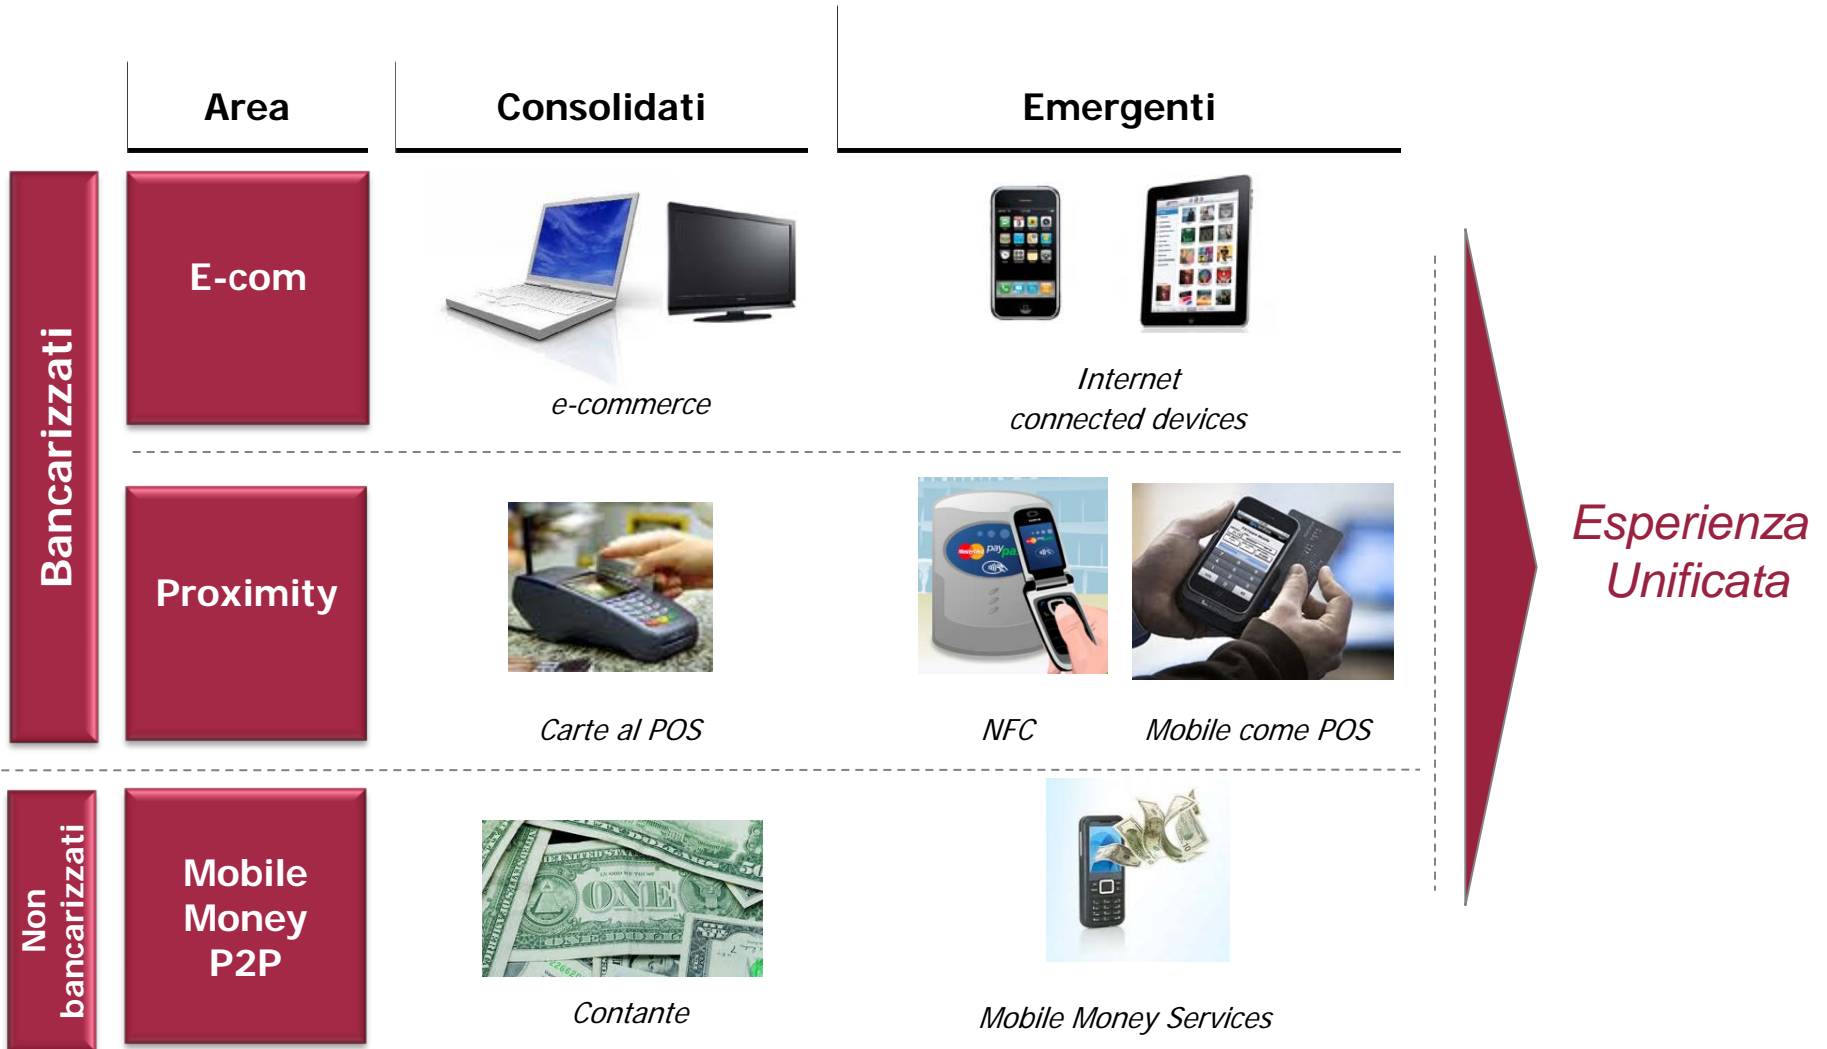 Area
Consolidati
Emergenti
Bancarizzati
E-com
e-commerce
Internet
connected devices
Proximity
Carte al POS
NFC
Mobile come POS
Esperienza
Unificata
Non
bancarizzati
Mobile
Money
P2P
ONE
Contante
Mobile Money Services